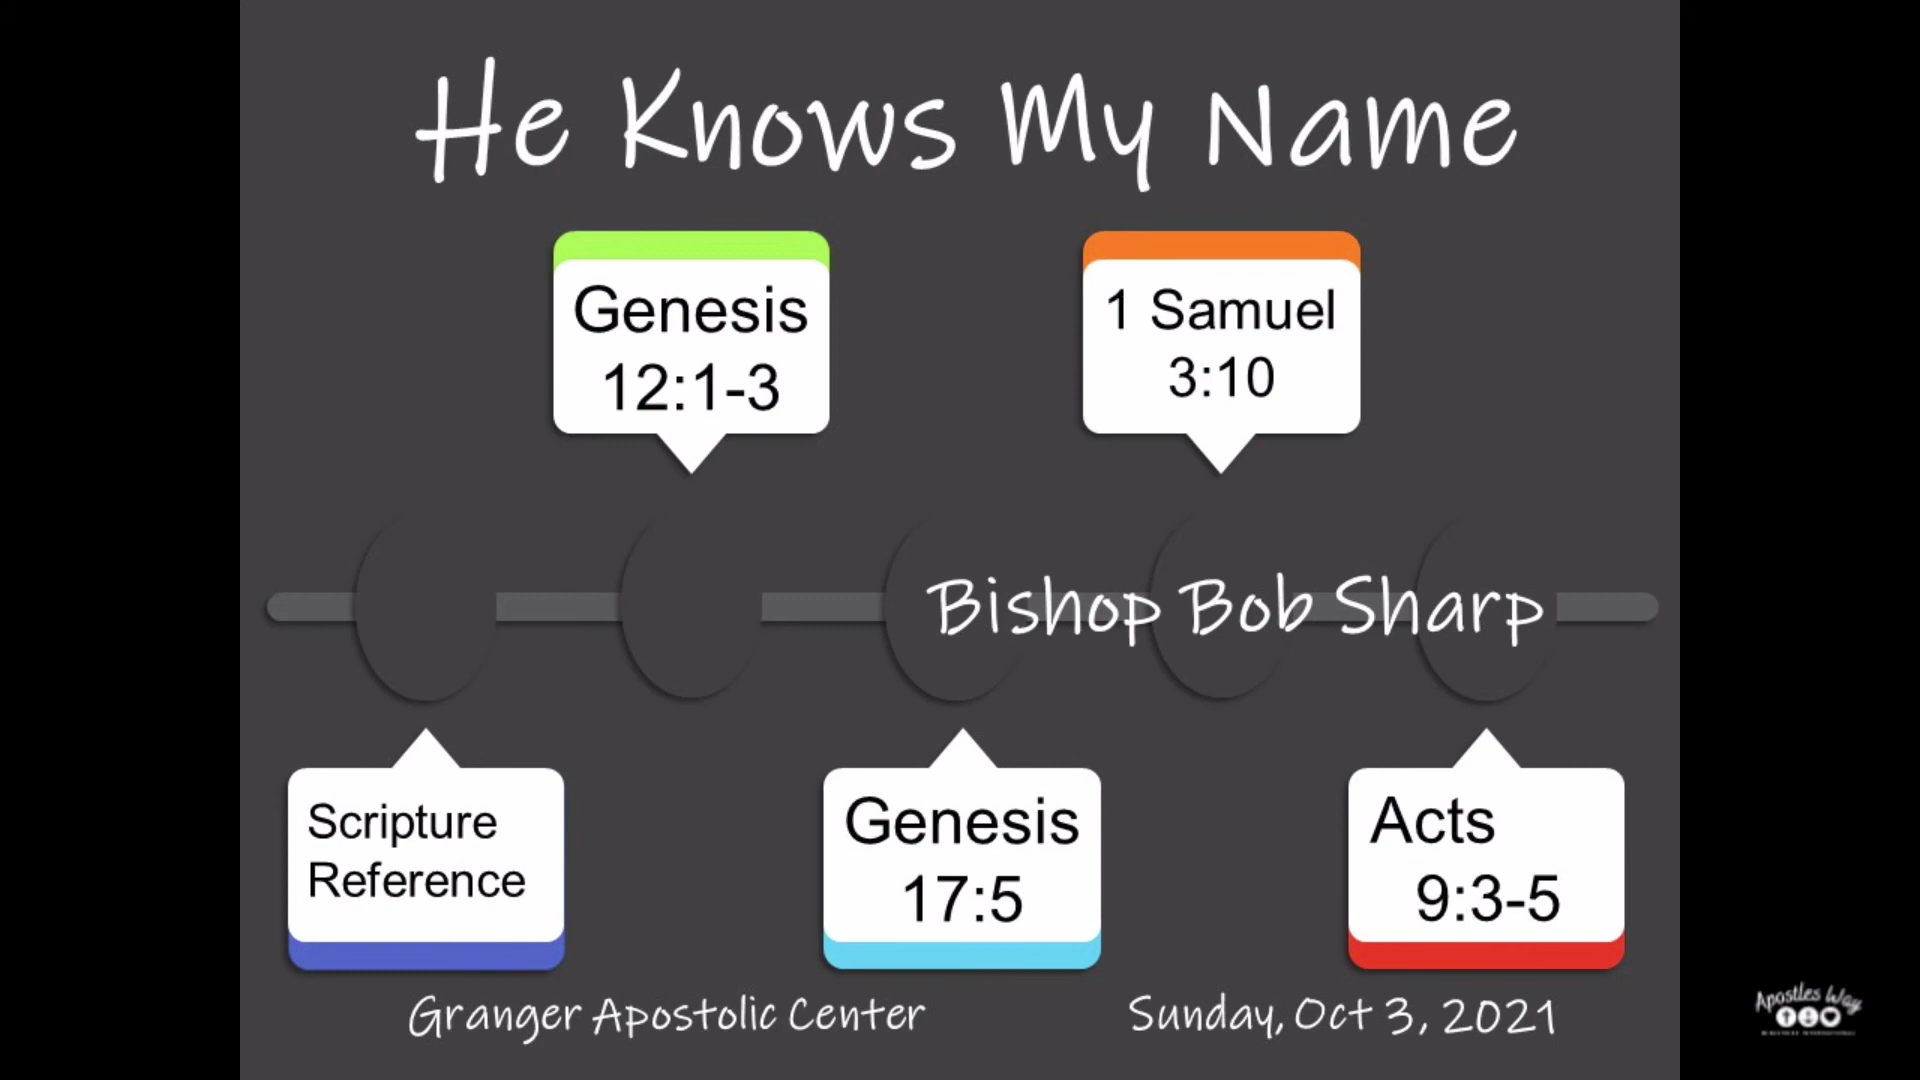 He Knows My Name
Genesis
12:1-3
1 Samuel
3:10
Bishop Bob Sharp
Scripture
Reference
Genesis
17:5
Acts
9:3-5
Granger Apostolic Center
Sunday, Oct 3, 2021
Apostles Way